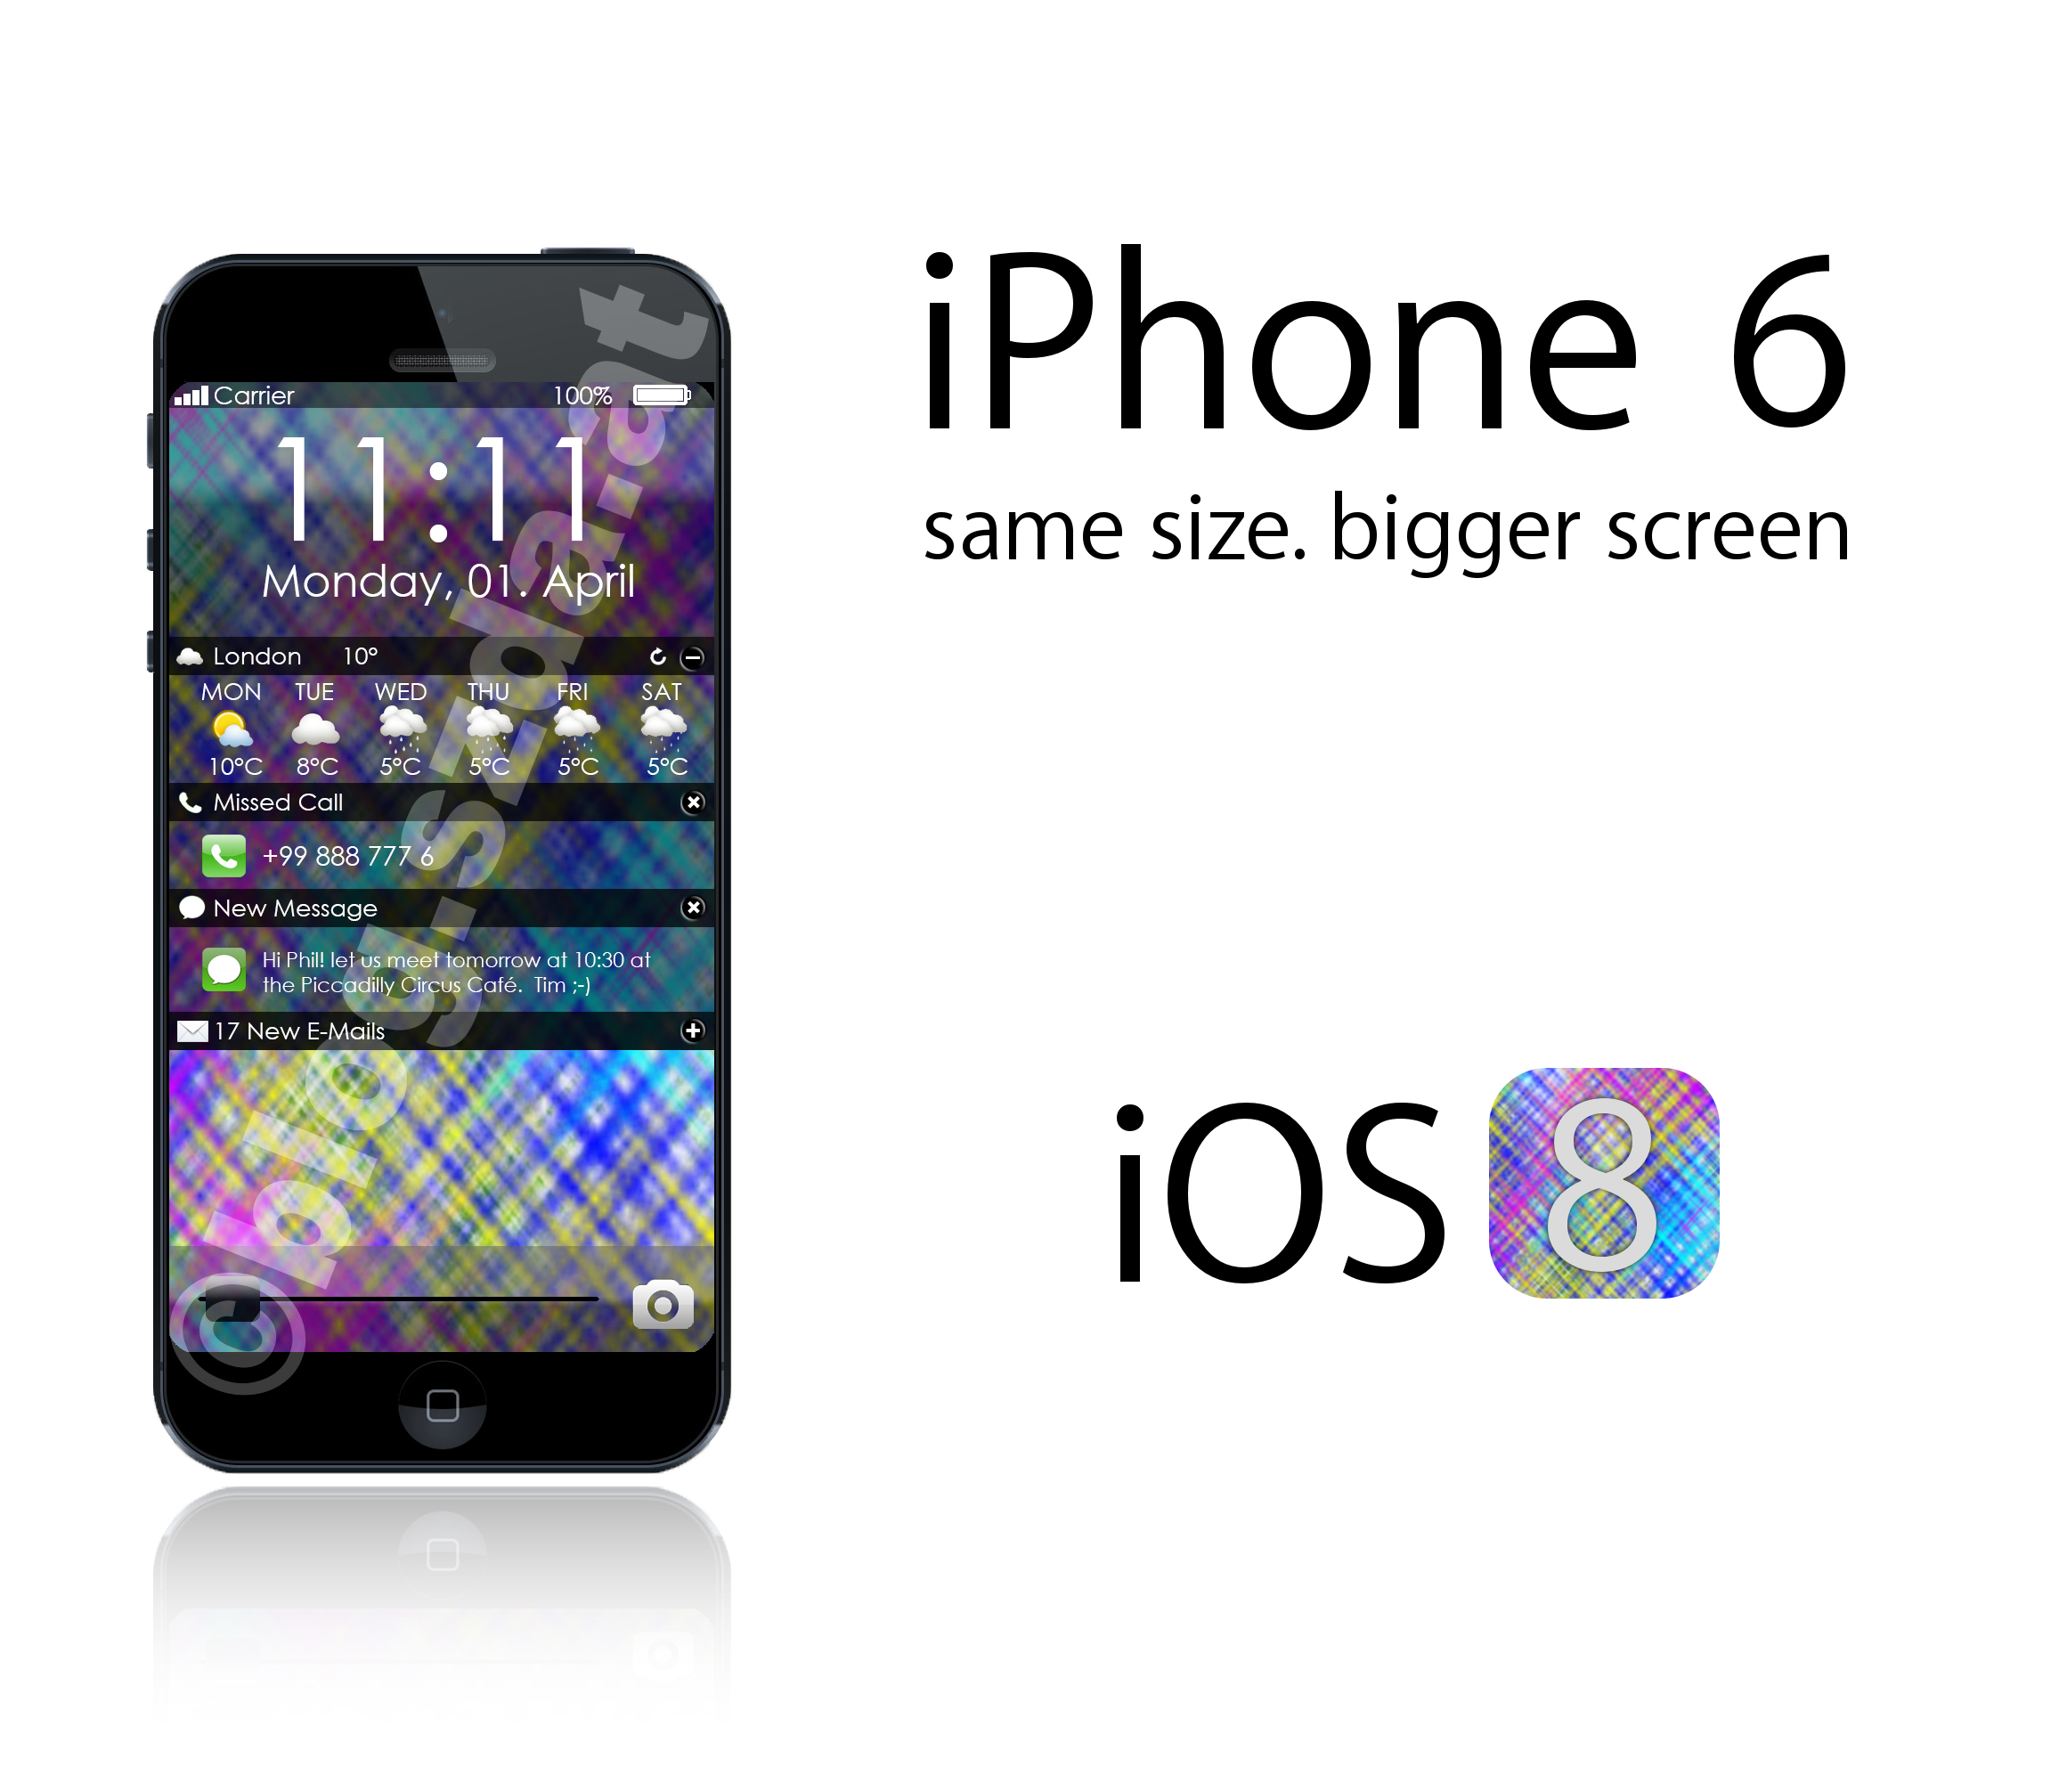 iPhone 6
same size. bigger screen
Carrier 100%
11:11
Monday, 01. April
London 10°
MON TUE WED THU FRI SAT
10°C 8°C 5°C 5°C 5°C 5°C
Missed Call
+99 888 777 6
New Message
Hi Phil! let us meet tomorrow at 10:30 at
the Piccadilly Circus Café. Tim ;-)
17 New E-Mails
©blog.szda.at
iOS 8